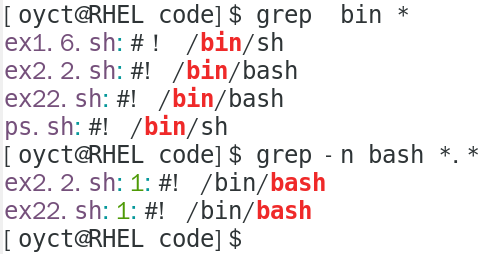 [oyct@RHEL code]$ grep  bin *
ex1.6.sh:#! /bin/sh
ex2.2.sh:#! /bin/bash
ex22.sh:#! /bin/bash
ps.sh:#! /bin/sh
[oyct@RHEL code]$ grep -n bash *.*
ex2.2.sh:1:#! /bin/bash
ex22.sh:1:#! /bin/bash
[oyct@RHEL code]$